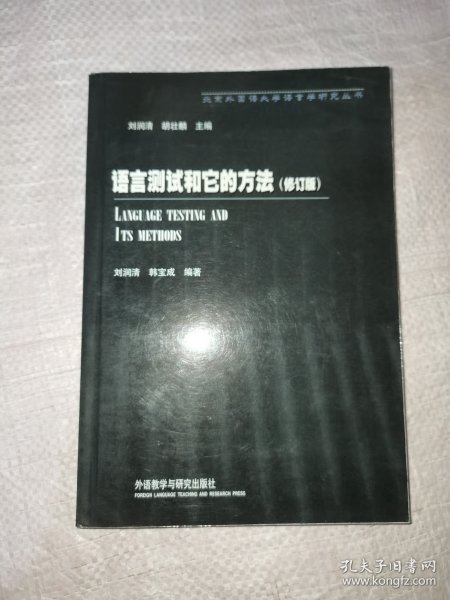 北京外国语大学语言学研究丛书
刘润清 胡壮麟 主编
语言测试和它的方法(修订版)
LANGUAGE TESTING AND
ITS METHODS
刘润清 韩宝成 编著
外语教学与研究出版社
FOREIGN LANGUAGE TEACHING AND RESEARCH PRESS
孔夫子旧书网
www.kongfz.com